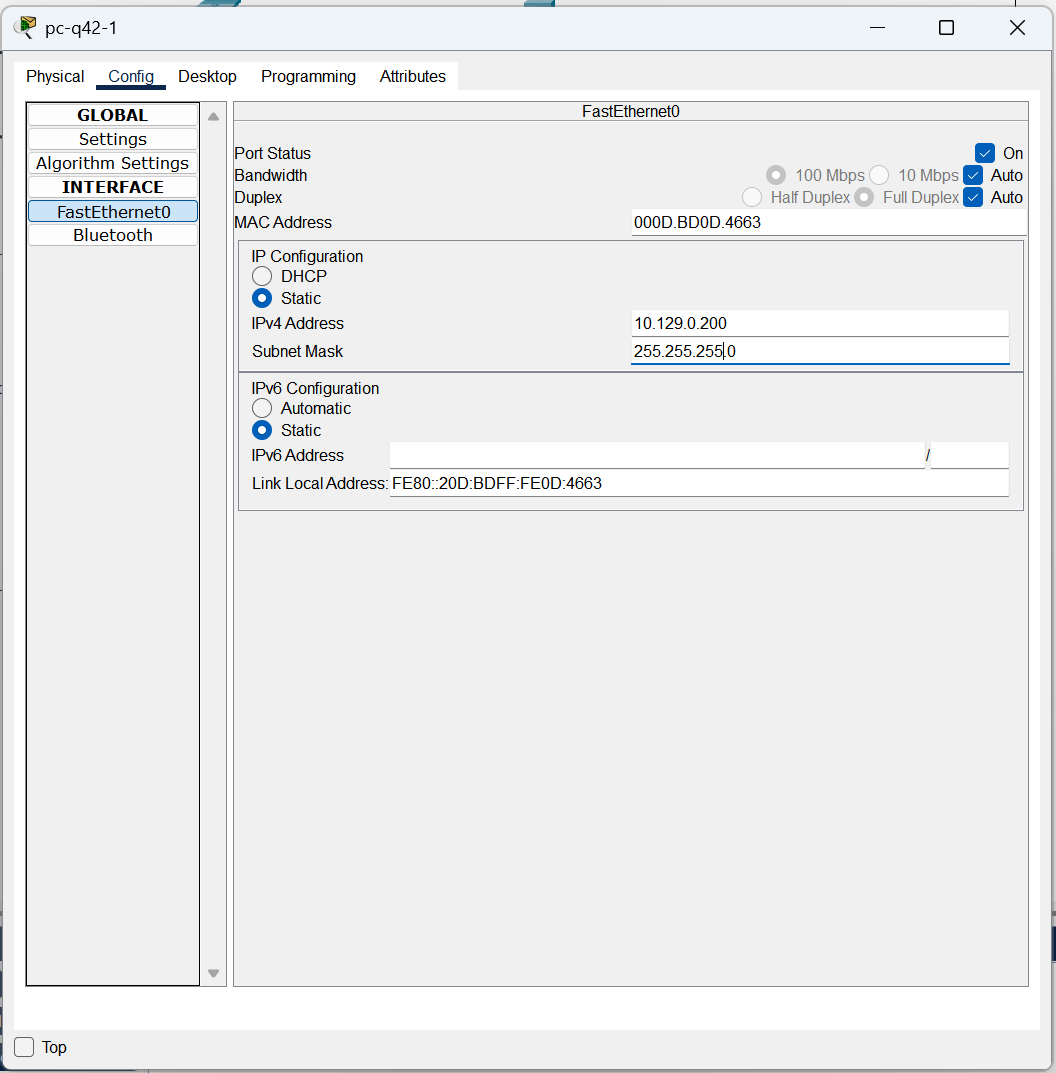 pc-q42-1
Physical Config Desktop Programming Attributes
GLOBAL
Settings
Algorithm Settings
INTERFACE
FastEthernet0
Bluetooth
FastEthernet0
Port Status On
Bandwidth 100 Mbps 10 Mbps Auto
Duplex Half Duplex Full Duplex Auto
MAC Address 000D.BD0D.4663
IP Configuration
DHCP
Static
IPv4 Address 10.129.0.200
Subnet Mask 255.255.255.0
IPv6 Configuration
Automatic
Static
IPv6 Address /
Link Local Address: FE80::20D:BDFF:FE0D:4663
Top